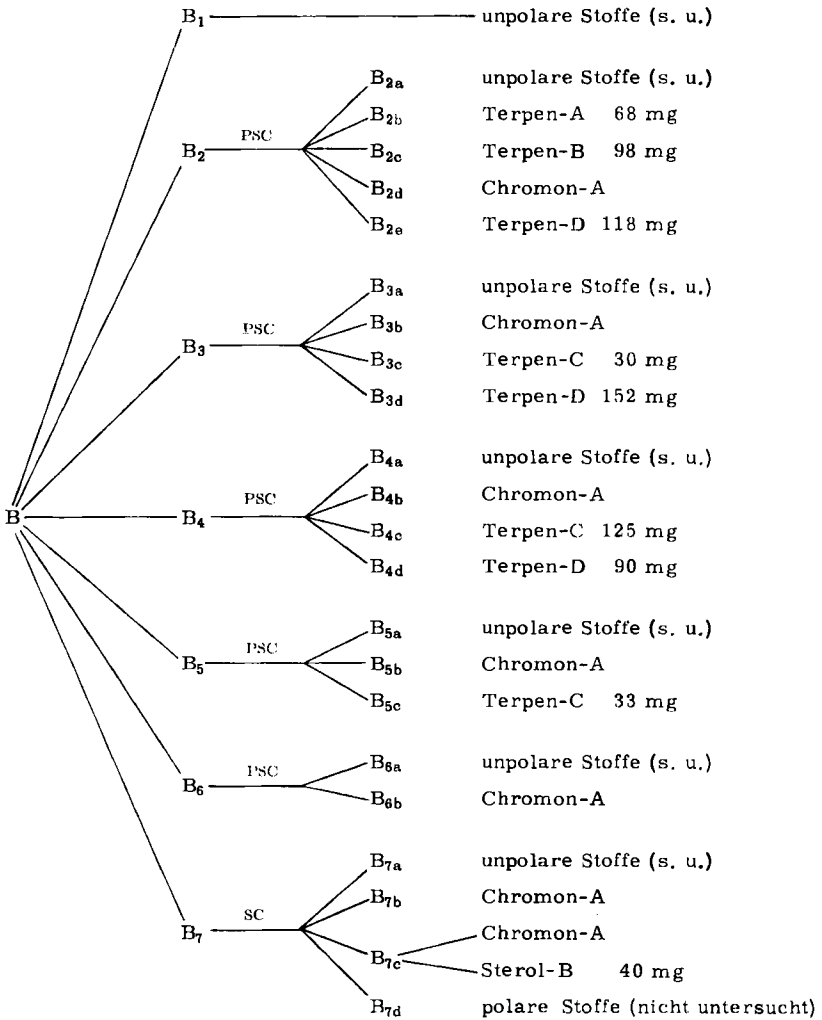 B₁ unpolare Stoffe (s. u.)
B₂ₐ unpolare Stoffe (s. u.)
B₂b Terpen-A 68 mg
B₂ PSC B₂c Terpen-B 98 mg
B₂d Chromon-A
B₂e Terpen-D 118 mg
B₃ₐ unpolare Stoffe (s. u.)
B₃b Chromon-A
B₃ PSC B₃c Terpen-C 30 mg
B₃d Terpen-D 152 mg
B₄ₐ unpolare Stoffe (s. u.)
B₄b Chromon-A
B B₄ PSC B₄c Terpen-C 125 mg
B₄d Terpen-D 90 mg
B₅ₐ unpolare Stoffe (s. u.)
B₅ PSC B₅b Chromon-A
B₅c Terpen-C 33 mg
B₆ₐ unpolare Stoffe (s. u.)
B₆ PSC B₆b Chromon-A
B₇ₐ unpolare Stoffe (s. u.)
B₇b Chromon-A
B₇ SC Chromon-A
B₇c Sterol-B 40 mg
B₇d polare Stoffe (nicht untersucht)